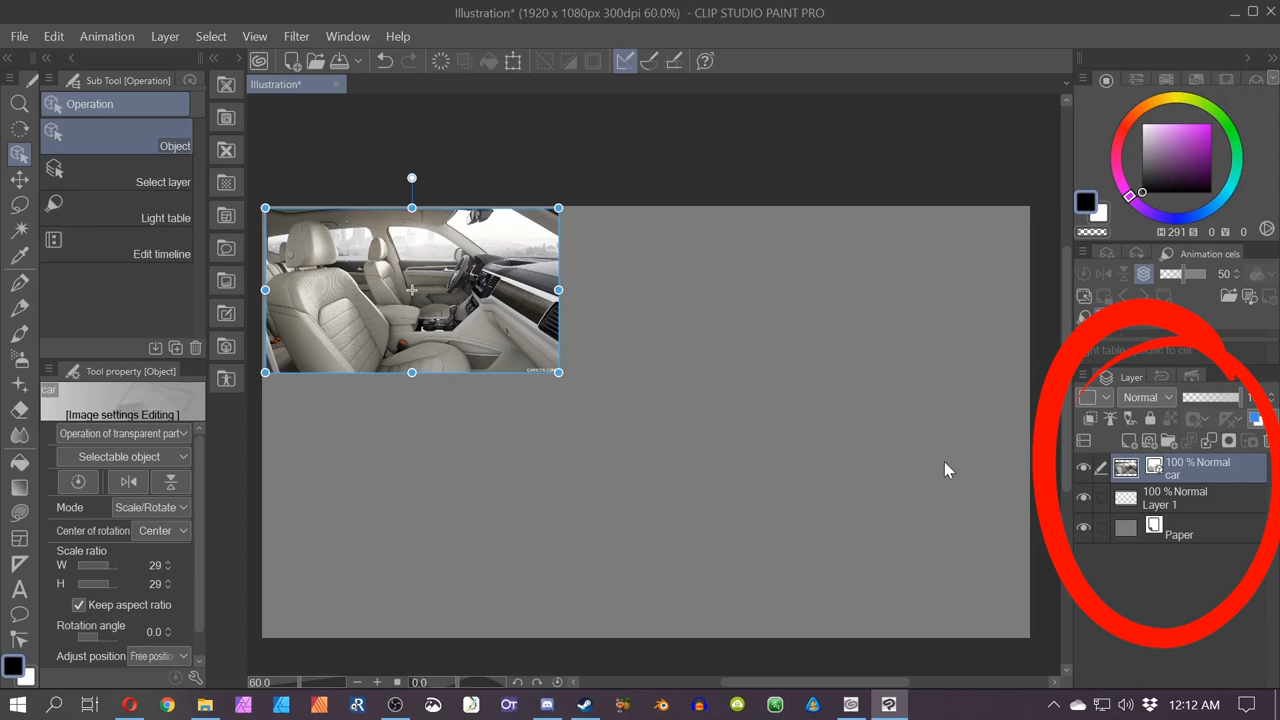 Illustration* (1920 x 1080px 300dpi 60.0%) - CLIP STUDIO PAINT PRO
File Edit Animation Layer Select View Filter Window Help
Sub Tool [Operation]
Illustration*
Operation
Object
Select layer
Light table
Edit timeline
H 291 S 0 V 0
Animation cels
50
Tool property [Object]
Layer
car
[Image settings Editing ]
Normal
Operation of transparent part
Selectable object
100 % Normal
car
100 % Normal
Layer 1
Paper
Mode Scale/Rotate
Center of rotation Center
Scale ratio
W 29
H 29
Keep aspect ratio
Rotation angle 0.0
Adjust position
60.0 0.0
12:12 AM